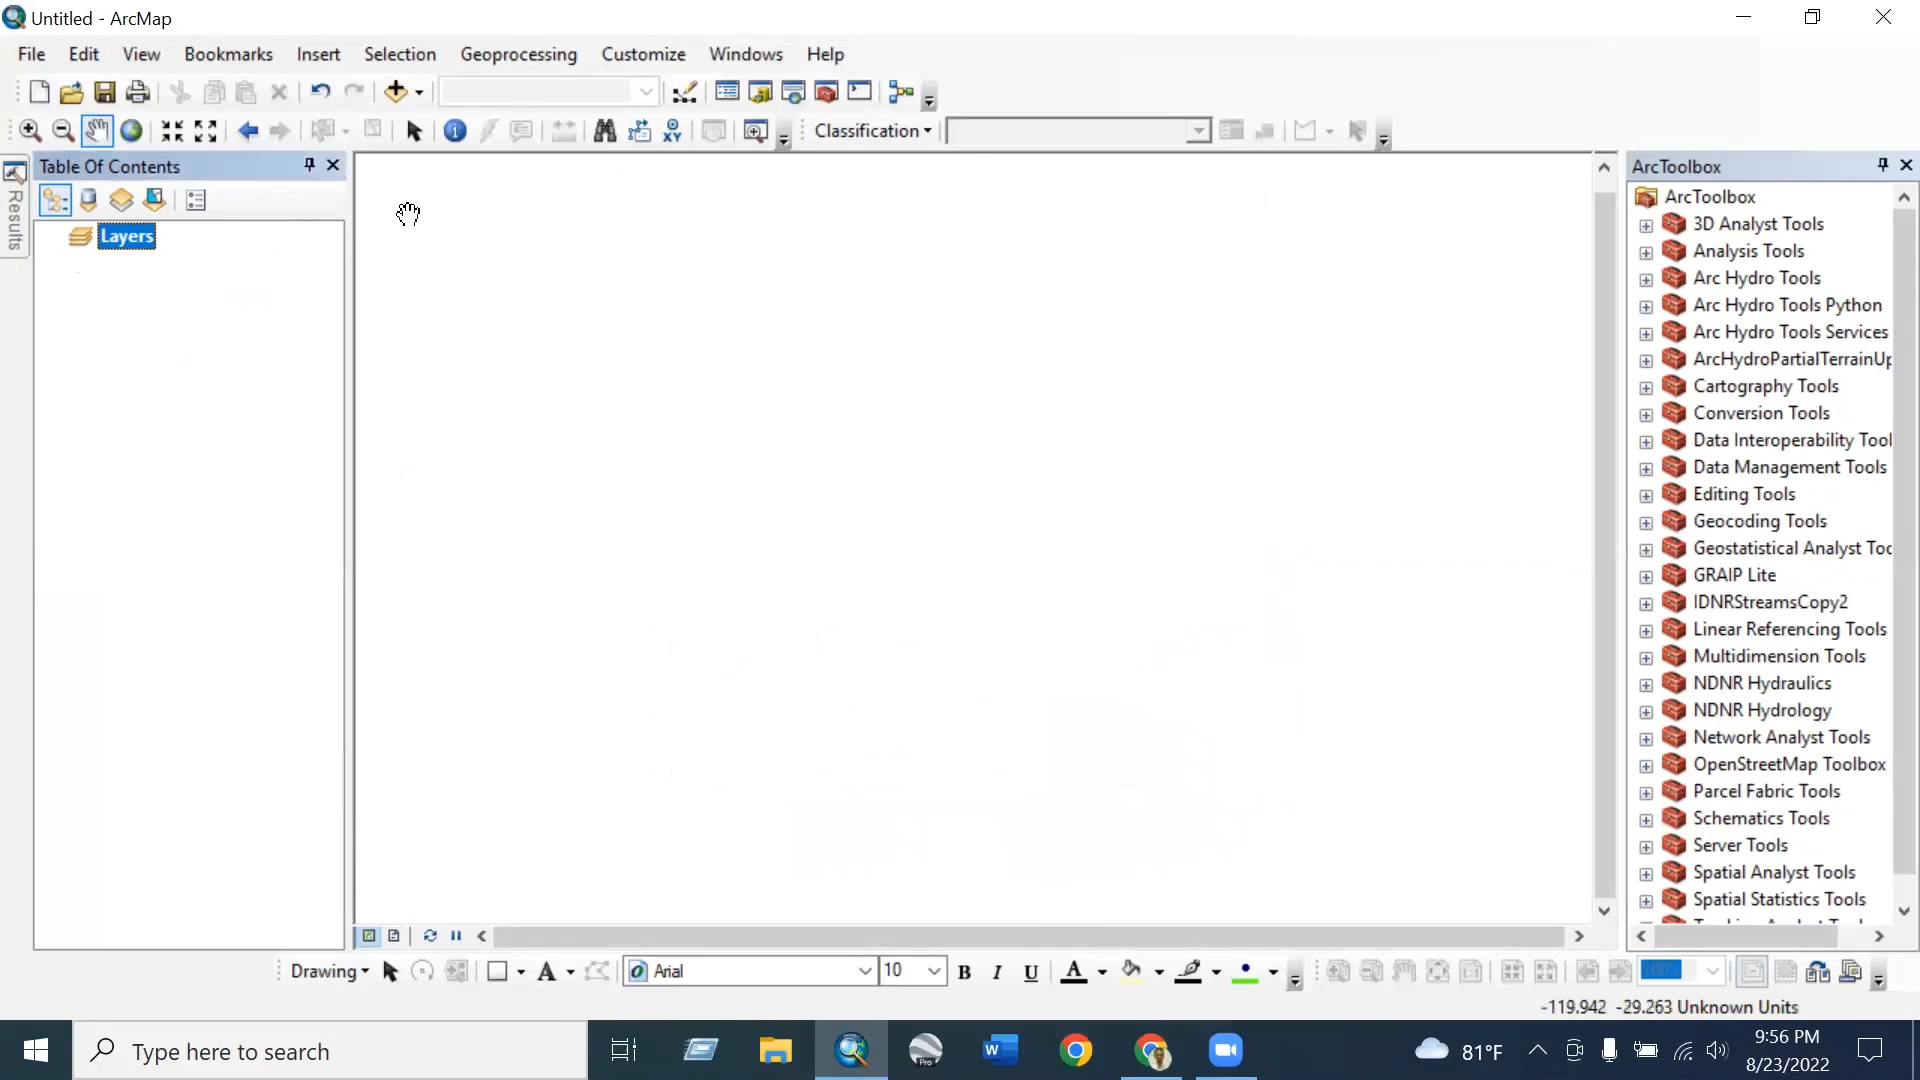 Untitled - ArcMap
File Edit View Bookmarks Insert Selection Geoprocessing Customize Windows Help
XY
Classification
Results
Table Of Contents
Layers
ArcToolbox
ArcToolbox
3D Analyst Tools
Analysis Tools
Arc Hydro Tools
Arc Hydro Tools Python
Arc Hydro Tools Services
ArcHydroPartialTerrainUp
Cartography Tools
Conversion Tools
Data Interoperability Tool
Data Management Tools
Editing Tools
Geocoding Tools
Geostatistical Analyst Too
GRAIP Lite
IDNRStreamsCopy2
Linear Referencing Tools
Multidimension Tools
NDNR Hydraulics
NDNR Hydrology
Network Analyst Tools
OpenStreetMap Toolbox
Parcel Fabric Tools
Schematics Tools
Server Tools
Spatial Analyst Tools
Spatial Statistics Tools
Drawing A Arial 10 B I U A
-119.942 -29.263 Unknown Units
Type here to search
Pro
W
81°F
9:56 PM
8/23/2022